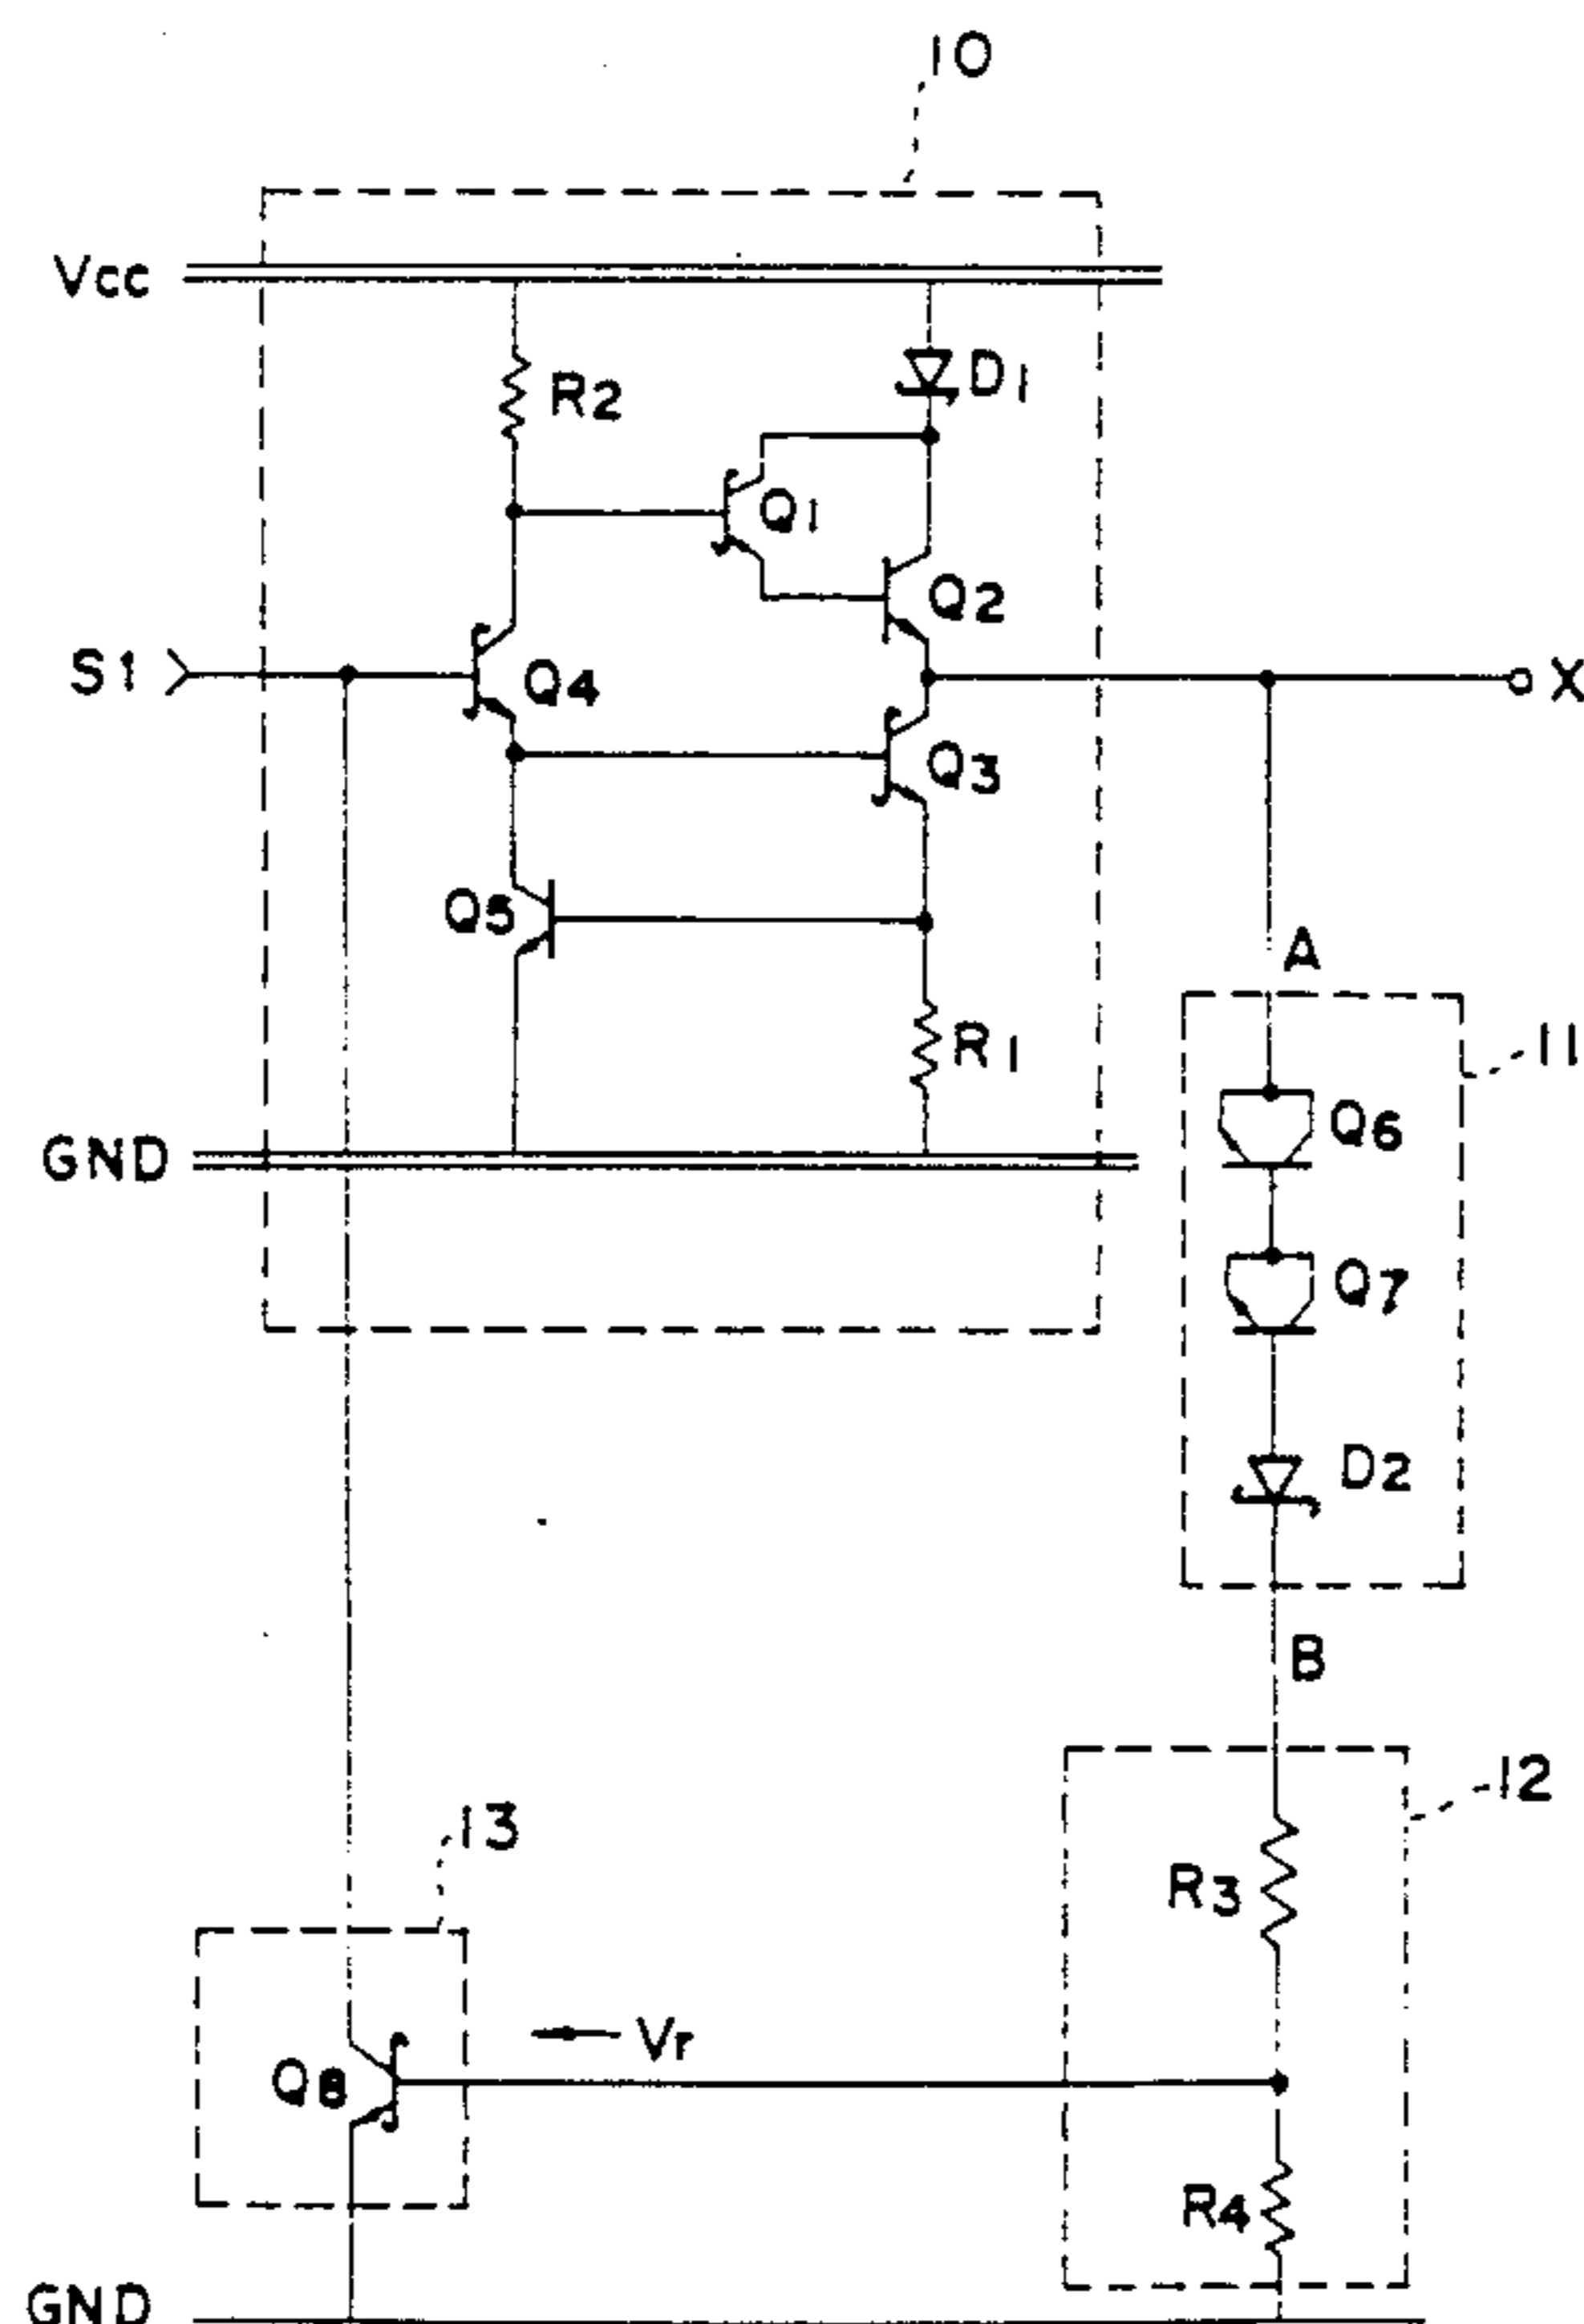 10
Vcc
R2
D1
Q1
Q2
S1
Q4
X
Q3
Q5
A
R1
11
GND
Q6
Q7
D2
B
12
13
R3
Vr
Q8
R4
GND